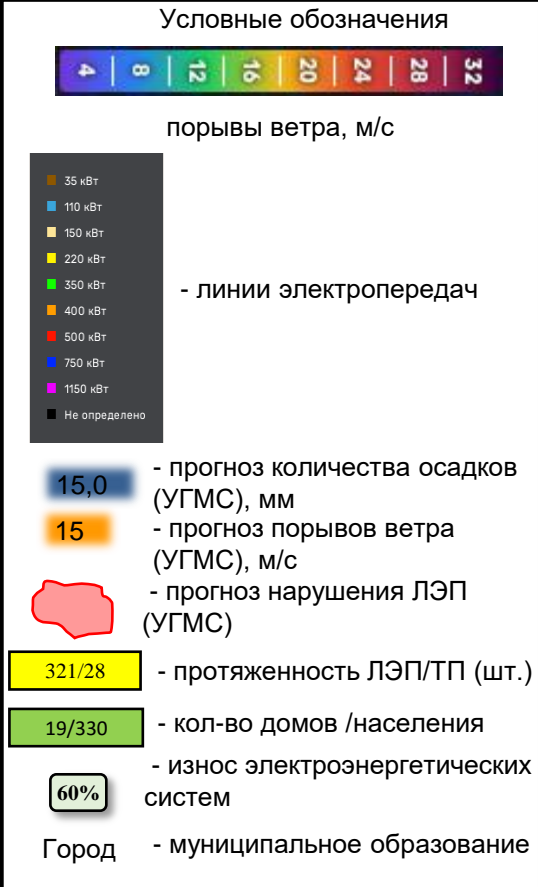 Условные обозначения
4 8 12 16 20 24 28 32
порывы ветра, м/с
35 кВт
110 кВт
150 кВт
220 кВт
350 кВт
400 кВт
500 кВт
750 кВт
1150 кВт
Не определено
- линии электропередач
15,0
- прогноз количества осадков
(УГМС), мм
15
- прогноз порывов ветра
(УГМС), м/с
- прогноз нарушения ЛЭП
(УГМС)
321/28
- протяженность ЛЭП/ТП (шт.)
19/330
- кол-во домов /населения
60%
- износ электроэнергетических
систем
Город
- муниципальное образование